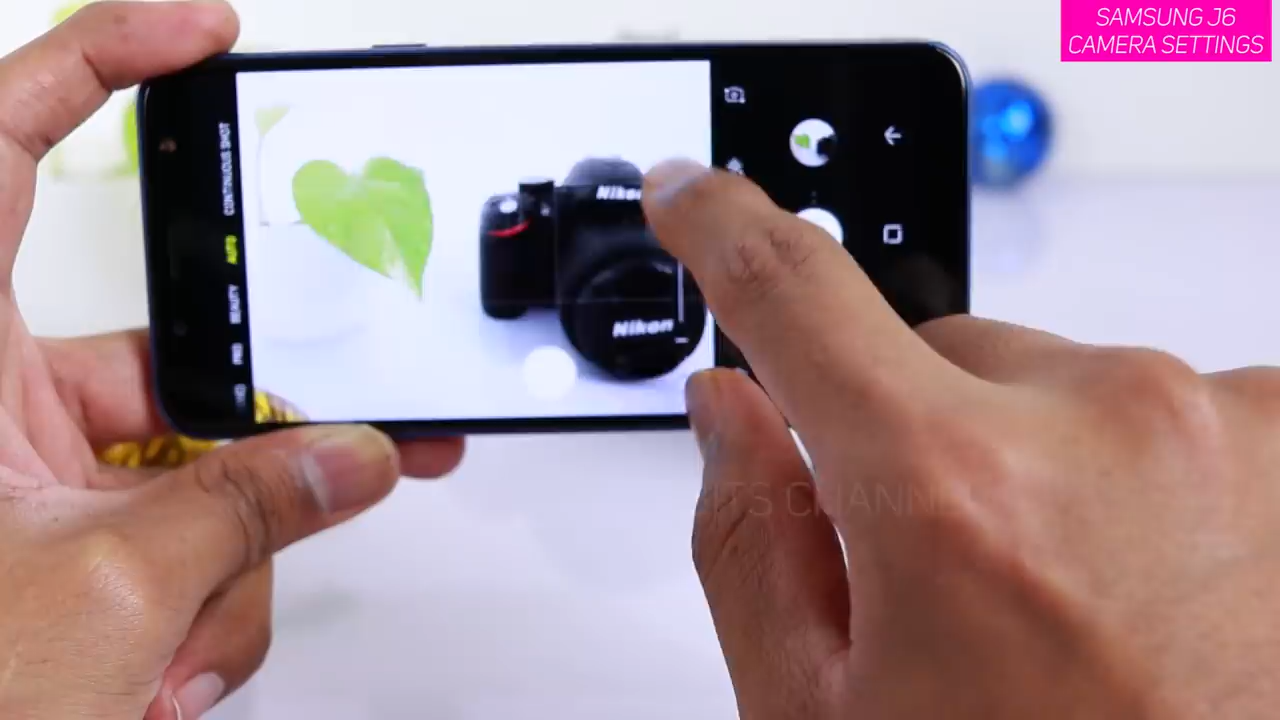 SAMSUNG J6
CAMERA SETTINGS
CONTINUOUS SHOT
AUTO
BEAUTY
PRO
Nikon
Nikon